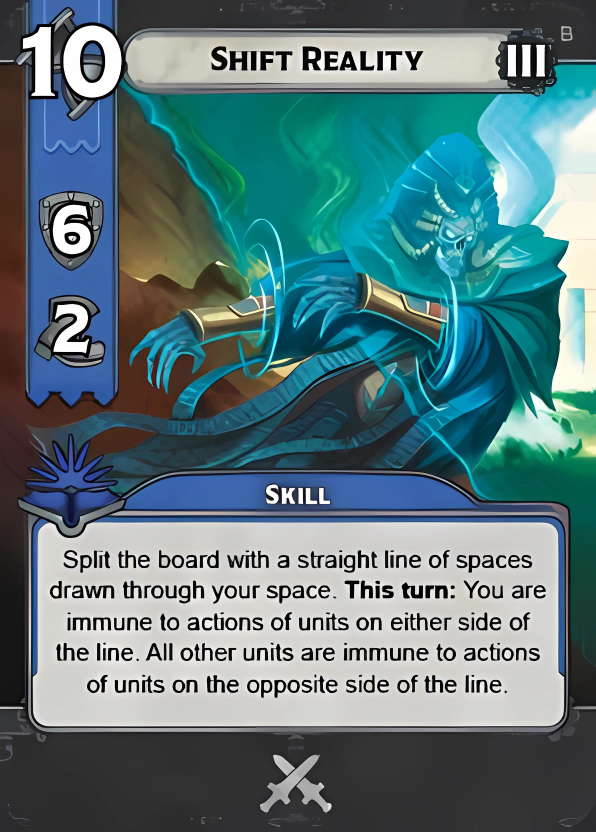 10
SHIFT REALITY
III
B
6
2
SKILL
Split the board with a straight line of spaces
drawn through your space. This turn: You are
immune to actions of units on either side of
the line. All other units are immune to actions
of units on the opposite side of the line.